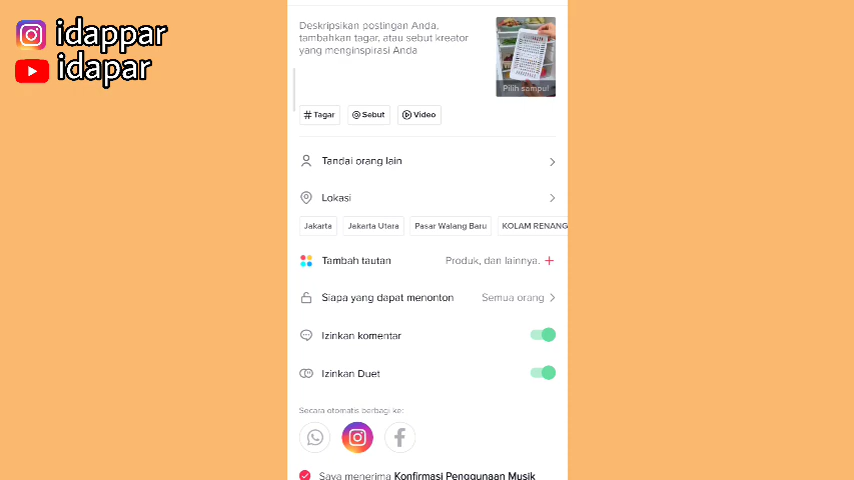 idappar
idapar
Deskripsikan postingan Anda,
tambahkan tagar, atau sebut kreator
yang menginspirasi Anda
Pilih sampul
# Tagar
@ Sebut
Video
Tandai orang lain
Lokasi
Jakarta
Jakarta Utara
Pasar Walang Baru
KOLAM RENANG
Tambah tautan
Produk, dan lainnya. +
Siapa yang dapat menonton
Semua orang
Izinkan komentar
Izinkan Duet
Secara otomatis berbagi ke:
Saya menerima Konfirmasi Penggunaan Musik